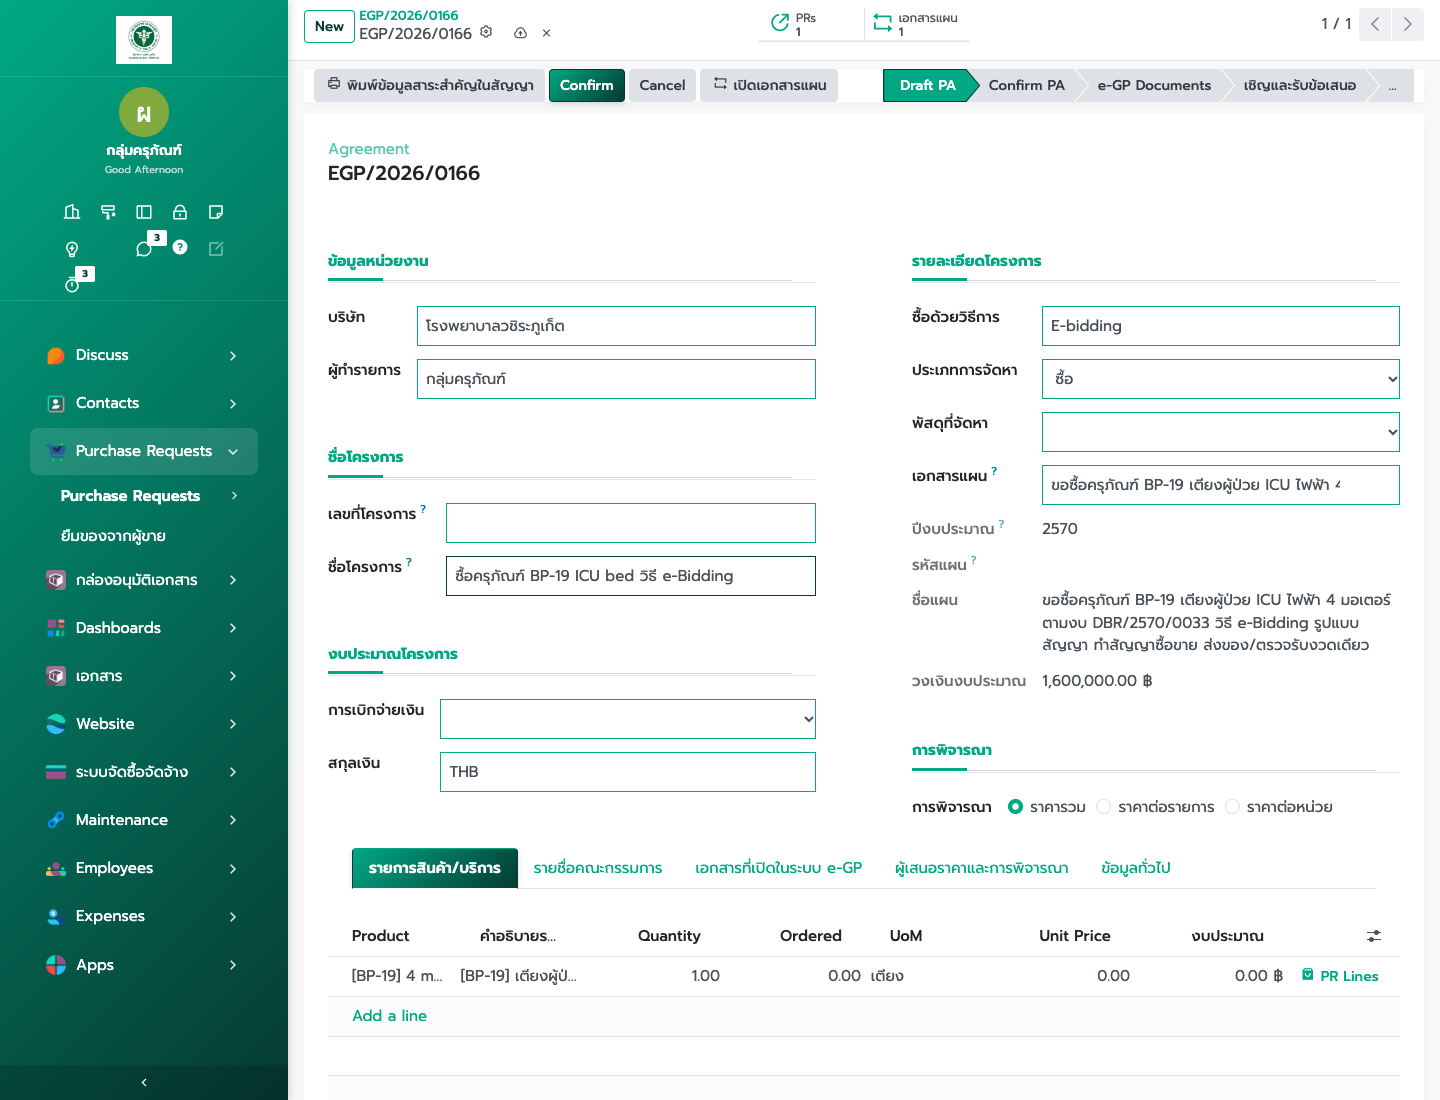 ผ
กลุ่มครุภัณฑ์
Good Afternoon
3
?
3
Discuss
Contacts
Purchase Requests
Purchase Requests
ยืมของจากผู้ขาย
กล่องอนุมัติเอกสาร
Dashboards
เอกสาร
Website
ระบบจัดซื้อจัดจ้าง
Maintenance
Employees
Expenses
Apps
New
EGP/2026/0166
EGP/2026/0166
PRs
1
เอกสารแผน
1
1 / 1
พิมพ์ข้อมูลสาระสำคัญในสัญญา
Confirm
Cancel
เปิดเอกสารแผน
Draft PA
Confirm PA
e-GP Documents
เชิญและรับข้อเสนอ
...
Agreement
EGP/2026/0166
ข้อมูลหน่วยงาน
บริษัท
โรงพยาบาลวชิระภูเก็ต
ผู้ทำรายการ
กลุ่มครุภัณฑ์
ชื่อโครงการ
เลขที่โครงการ ?
ชื่อโครงการ ?
ซื้อครุภัณฑ์ BP-19 ICU bed วิธี e-Bidding
งบประมาณโครงการ
การเบิกจ่ายเงิน
สกุลเงิน
THB
รายละเอียดโครงการ
ซื้อด้วยวิธีการ
E-bidding
ประเภทการจัดหา
ซื้อ
พัสดุที่จัดหา
เอกสารแผน ?
ขอซื้อครุภัณฑ์ BP-19 เตียงผู้ป่วย ICU ไฟฟ้า 4
ปีงบประมาณ ?
2570
รหัสแผน ?
ชื่อแผน
ขอซื้อครุภัณฑ์ BP-19 เตียงผู้ป่วย ICU ไฟฟ้า 4 มอเตอร์
ตามงบ DBR/2570/0033 วิธี e-Bidding รูปแบบ
สัญญา ทำสัญญาซื้อขาย ส่งของ/ตรวจรับงวดเดียว
วงเงินงบประมาณ
1,600,000.00 ฿
การพิจารณา
การพิจารณา
ราคารวม
ราคาต่อรายการ
ราคาต่อหน่วย
รายการสินค้า/บริการ
รายชื่อคณะกรรมการ
เอกสารที่เปิดในระบบ e-GP
ผู้เสนอราคาและการพิจารณา
ข้อมูลทั่วไป
Product
คำอธิบายร...
Quantity
Ordered
UoM
Unit Price
งบประมาณ
[BP-19] 4 m...
[BP-19] เตียงผู้ป่...
1.00
0.00
เตียง
0.00
0.00 ฿
PR Lines
Add a line